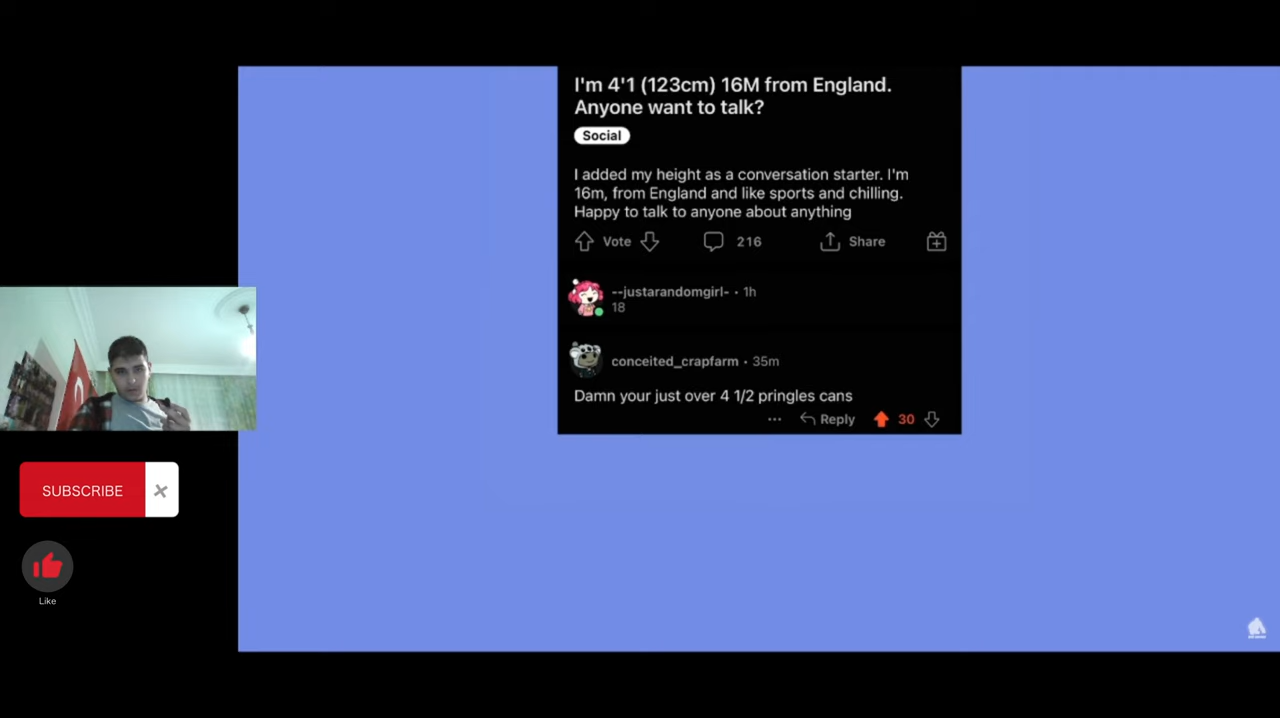 I'm 4'1 (123cm) 16M from England.
Anyone want to talk?
Social
I added my height as a conversation starter. I'm
16m, from England and like sports and chilling.
Happy to talk to anyone about anything
Vote 216 Share
--justarandomgirl- • 1h
18
conceited_crapfarm • 35m
Damn your just over 4 1/2 pringles cans
Reply 30
SUBSCRIBE
Like